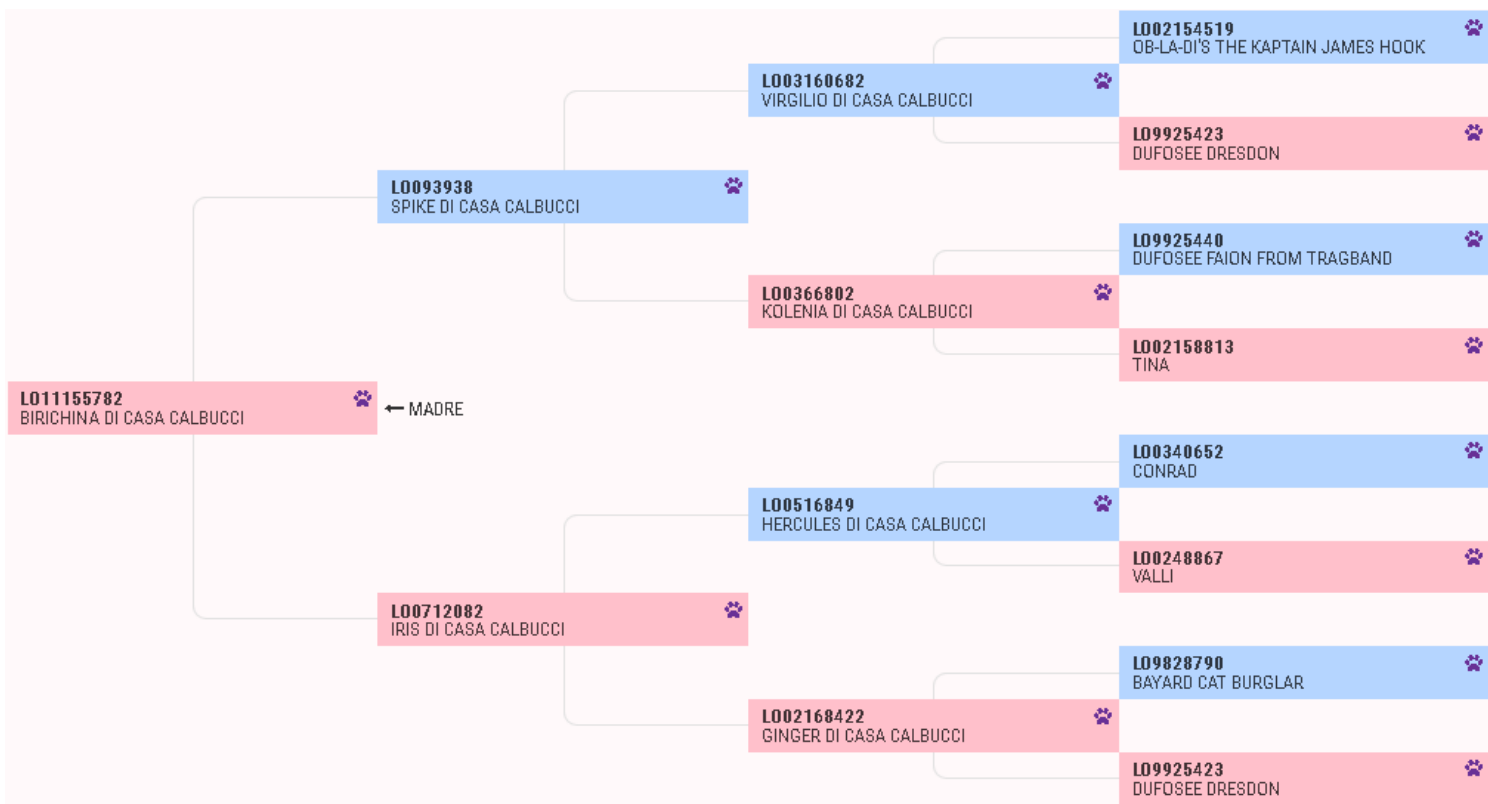 LO02154519
OB-LA-DI'S THE KAPTAIN JAMES HOOK
LO03160682
VIRGILIO DI CASA CALBUCCI
LO9925423
DUFOSEE DRESDON
LO093938
SPIKE DI CASA CALBUCCI
LO9925440
DUFOSEE FAION FROM TRAGBAND
LO0366802
KOLENIA DI CASA CALBUCCI
LO02158813
TINA
LO11155782
BIRICHINA DI CASA CALBUCCI
← MADRE
LO0340652
CONRAD
LO0516849
HERCULES DI CASA CALBUCCI
LO0248867
VALLI
LO0712082
IRIS DI CASA CALBUCCI
LO9828790
BAYARD CAT BURGLAR
LO02168422
GINGER DI CASA CALBUCCI
LO9925423
DUFOSEE DRESDON